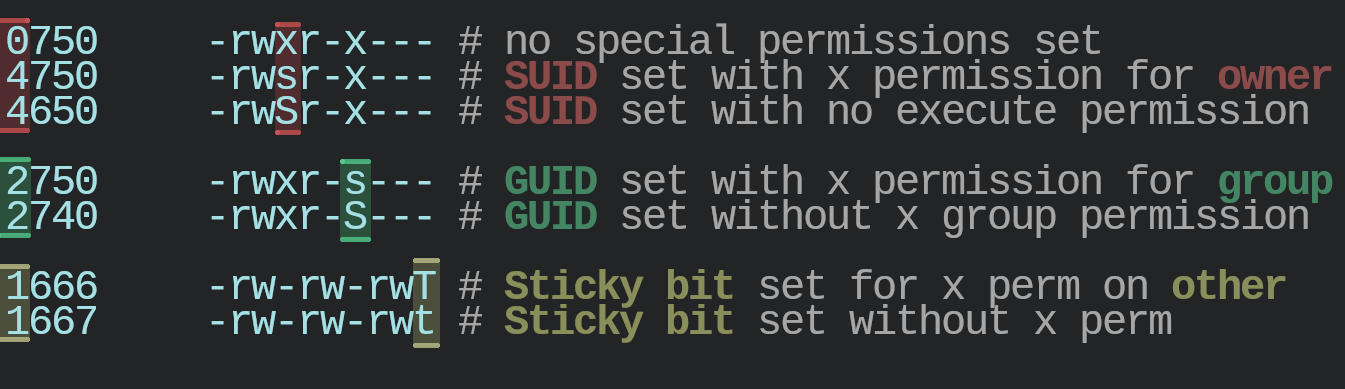 0750 -rwxr-x--- # no special permissions set
4750 -rwsr-x--- # SUID set with x permission for owner
4650 -rwSr-x--- # SUID set with no execute permission
2750 -rwxr-s--- # GUID set with x permission for group
2740 -rwxr-S--- # GUID set without x group permission
1666 -rw-rw-rwT # Sticky bit set for x perm on other
1667 -rw-rw-rwt # Sticky bit set without x perm